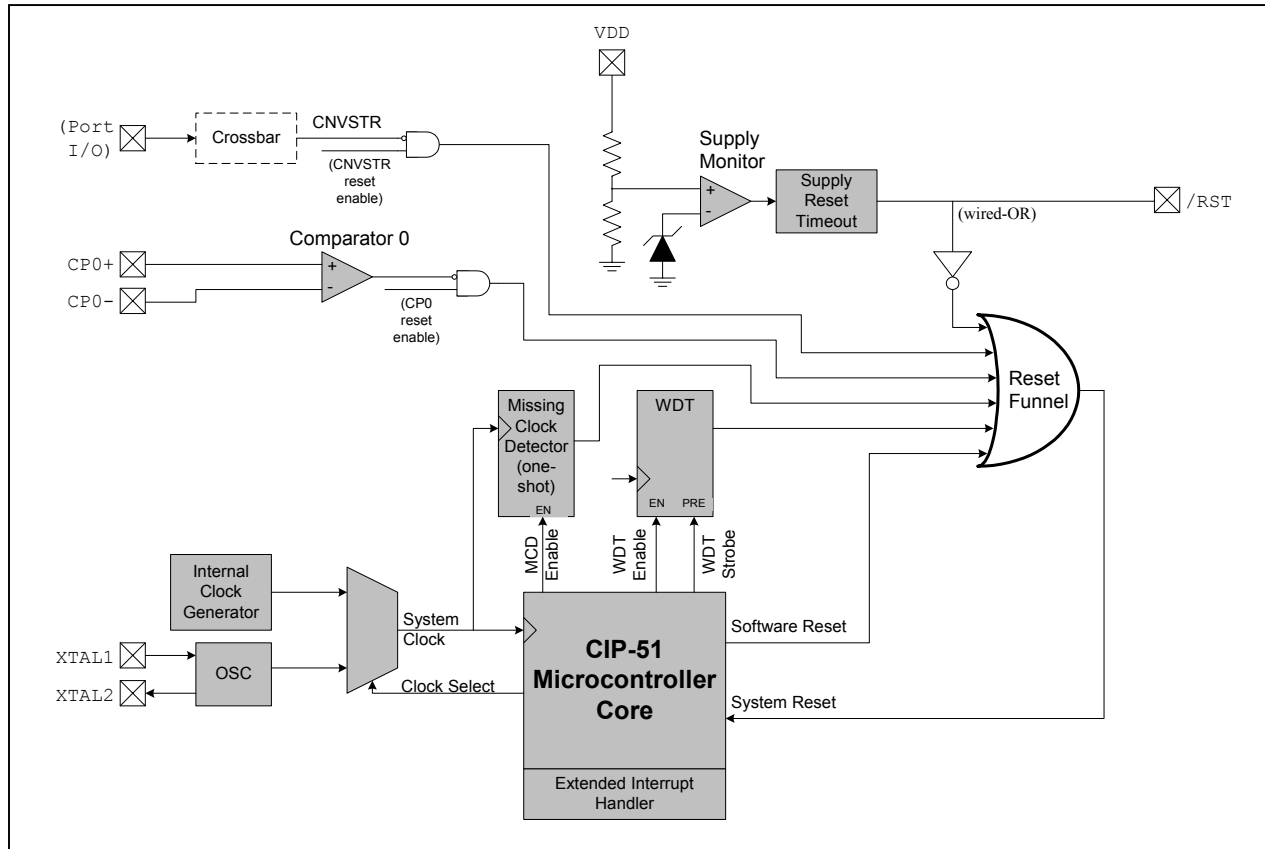 VDD
(Port
I/O)
Crossbar
CNVSTR
(CNVSTR
reset
enable)
Supply
Monitor
+
-
Supply
Reset
Timeout
(wired-OR)
/RST
Comparator 0
CP0+
CP0-
+
-
(CP0
reset
enable)
Reset
Funnel
Missing
Clock
Detector
(one-
shot)
EN
WDT
EN
PRE
MCD
Enable
WDT
Enable
WDT
Strobe
Internal
Clock
Generator
System
Clock
XTAL1
XTAL2
OSC
Clock Select
CIP-51
Microcontroller
Core
Software Reset
System Reset
Extended Interrupt
Handler